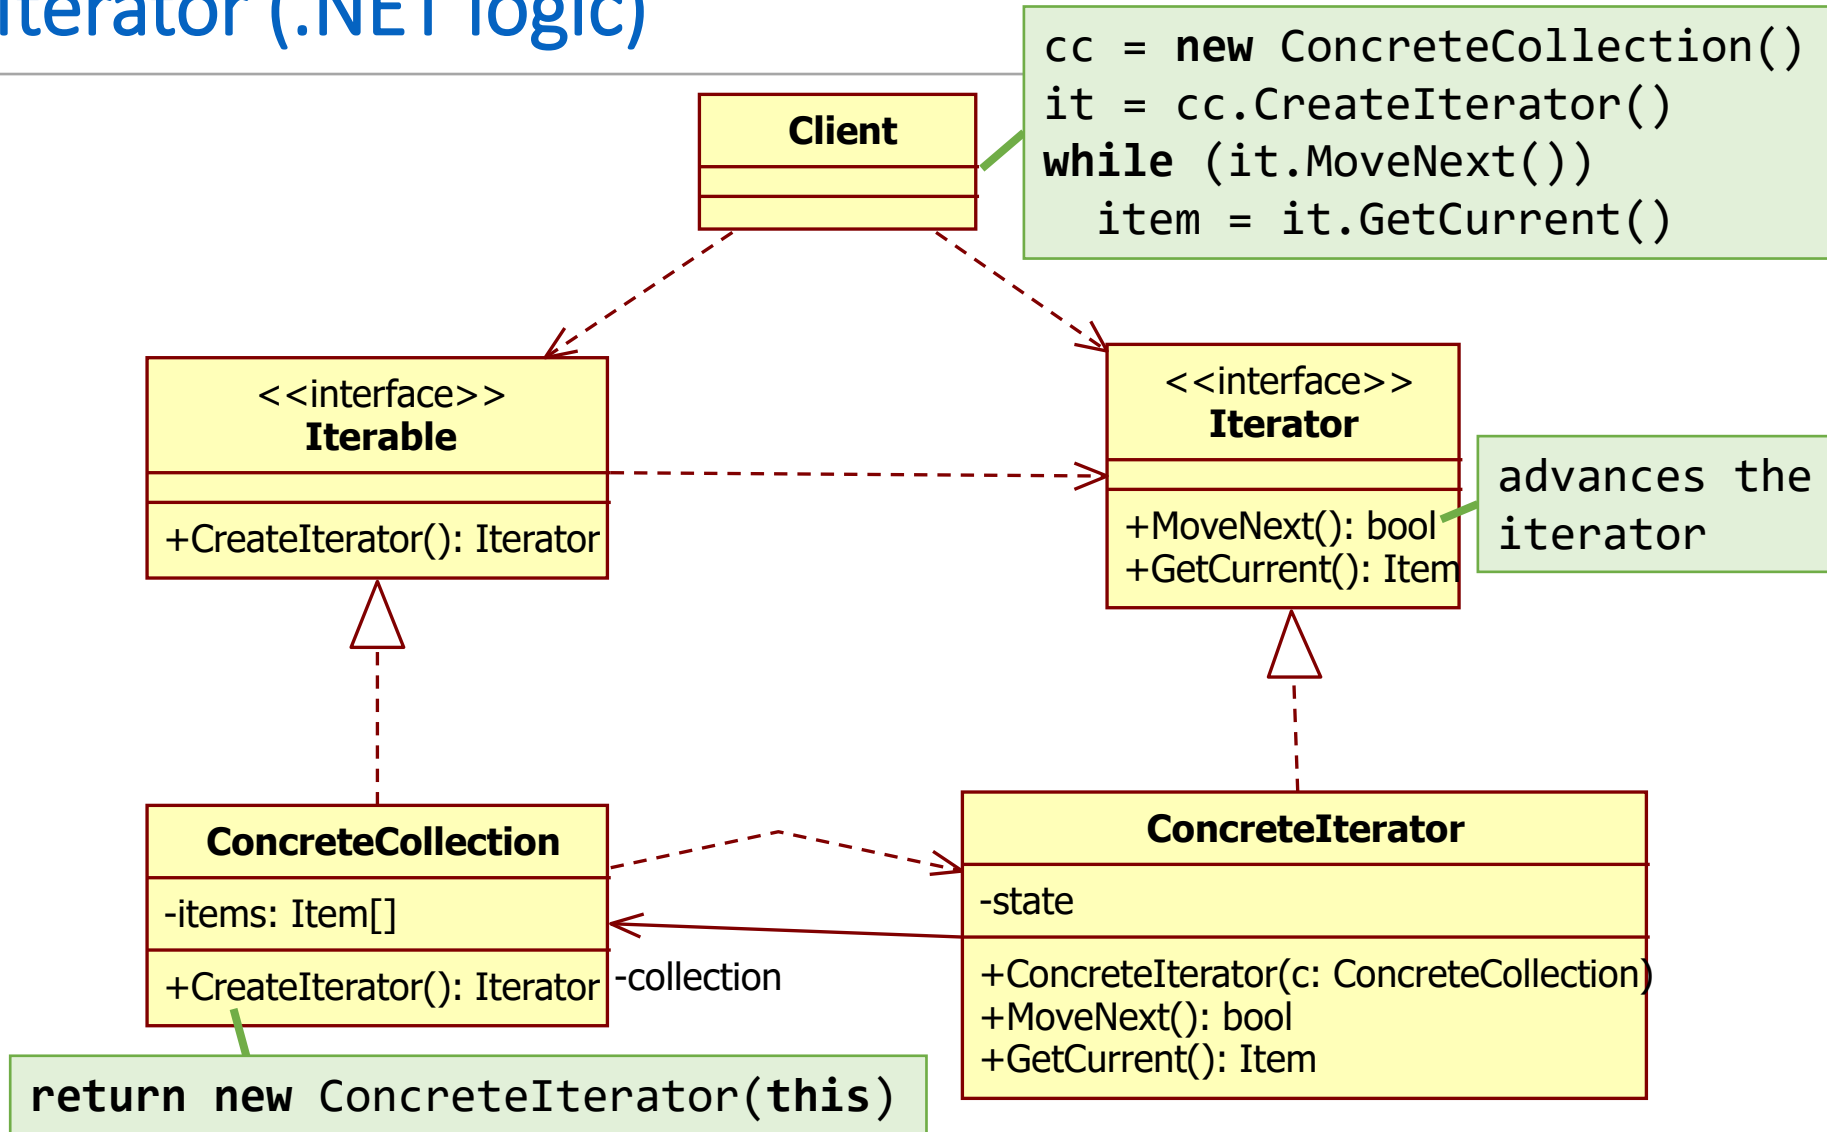 Iterator (.NET logic)
cc = new ConcreteCollection()
it = cc.CreateIterator()
while (it.MoveNext())
item = it.GetCurrent()
Client
<<interface>>
Iterable
+CreateIterator(): Iterator
<<interface>>
Iterator
+MoveNext(): bool
+GetCurrent(): Item
advances the
iterator
ConcreteCollection
-items: Item[]
+CreateIterator(): Iterator
-collection
ConcreteIterator
-state
+ConcreteIterator(c: ConcreteCollection)
+MoveNext(): bool
+GetCurrent(): Item
return new ConcreteIterator(this)